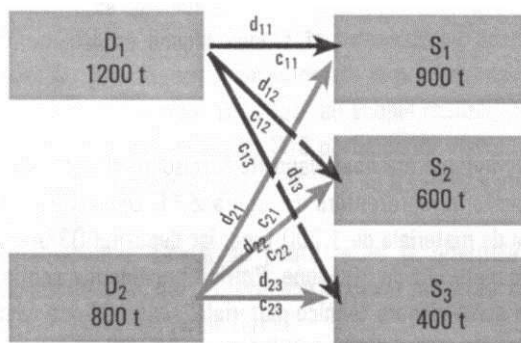 D₁
1200 t
D₂
800 t
d₁₁
c₁₁
d₁₂
c₁₂
c₁₃
d₁₃
d₂₁
c₂₁
d₂₂
c₂₂
d₂₃
c₂₃
S₁
900 t
S₂
600 t
S₃
400 t